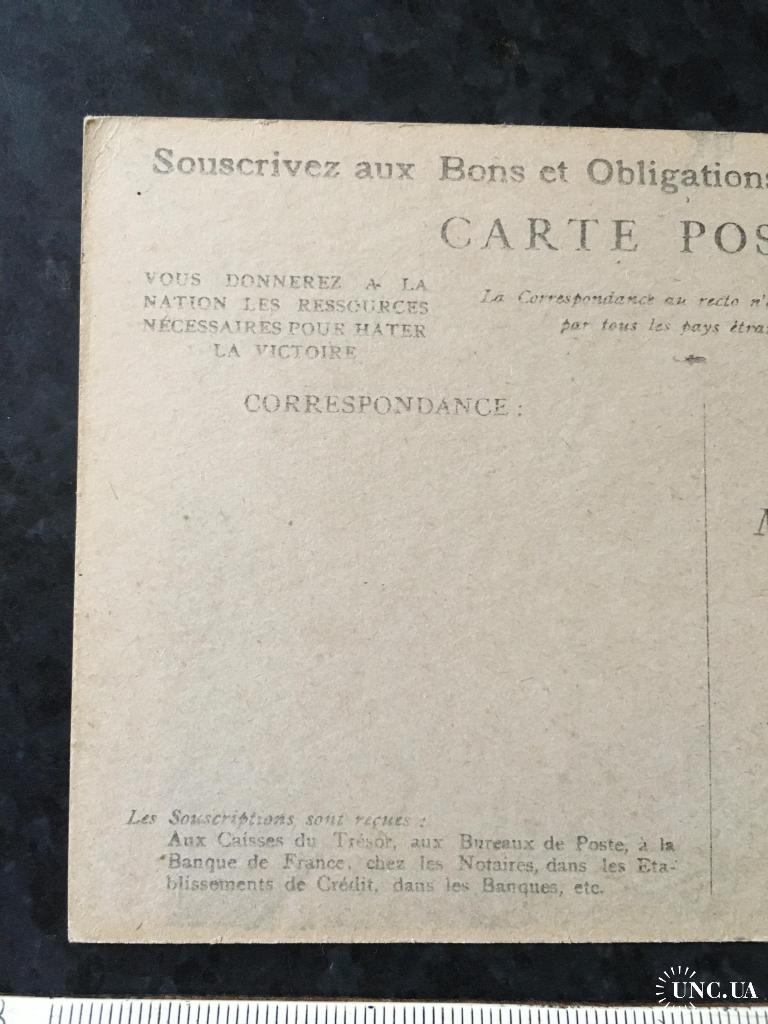 Souscrivez aux Bons et Obligations
CARTE POS
VOUS DONNEREZ A LA
NATION LES RESSOURCES
NÉCESSAIRES POUR HATER
LA VICTOIRE
La Correspondance au recto n'
par tous les pays étra
CORRESPONDANCE :
M
Les Souscriptions sont reçues :
Aux Caisses du Trésor, aux Bureaux de Poste, à la
Banque de France, chez les Notaires, dans les Eta-
blissements de Crédit, dans les Banques, etc.
UNC.UA